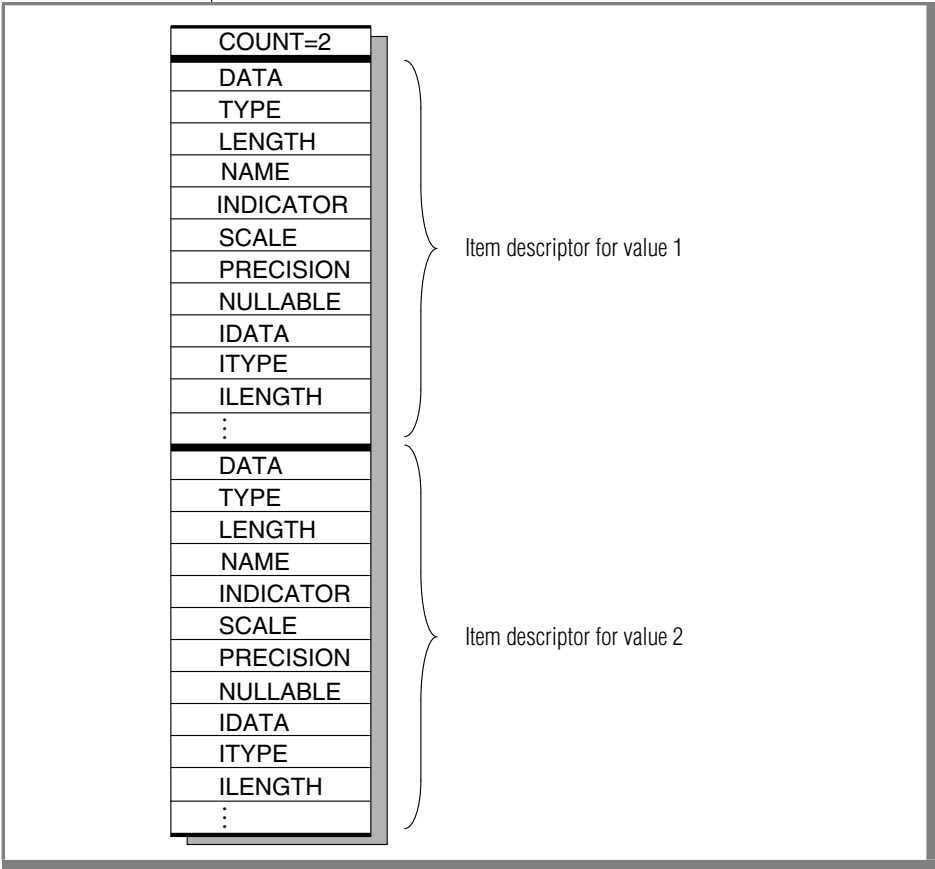 COUNT=2
DATA
TYPE
LENGTH
NAME
INDICATOR
SCALE
PRECISION
NULLABLE
IDATA
ITYPE
ILENGTH
⋮
Item descriptor for value 1
DATA
TYPE
LENGTH
NAME
INDICATOR
SCALE
PRECISION
NULLABLE
IDATA
ITYPE
ILENGTH
⋮
Item descriptor for value 2